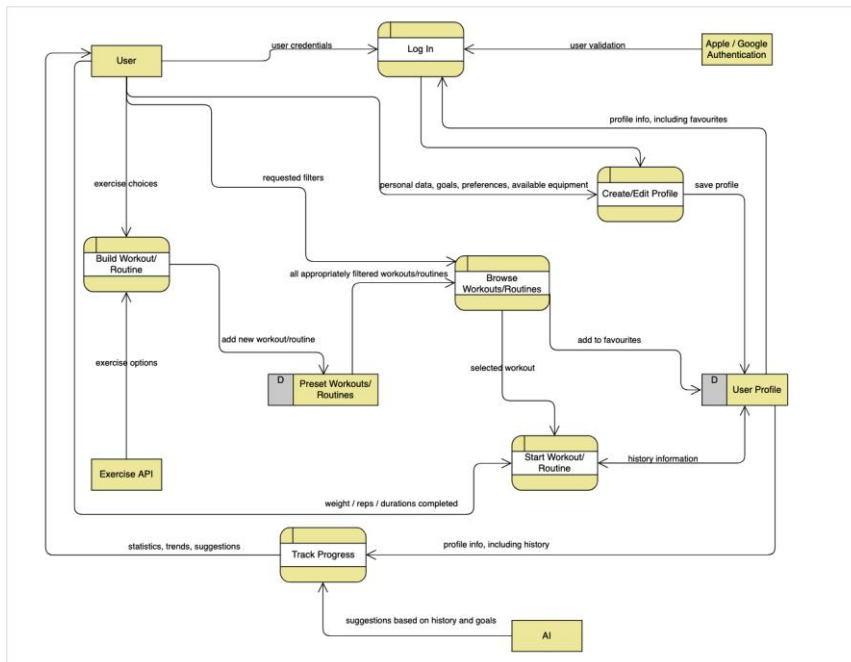 user credentials
Log In
user validation
Apple / Google
Authentication
User
profile info, including favourites
requested filters
personal data, goals, preferences, available equipment
Create/Edit Profile
save profile
exercise choices
Build Workout/
Routine
all appropriately filtered workouts/routines
Browse
Workouts/Routines
add new workout/routine
add to favourites
exercise options
selected workout
D
Preset Workouts/
Routines
D
User Profile
Start Workout/
Routine
history information
Exercise API
weight / reps / durations completed
statistics, trends, suggestions
Track Progress
profile info, including history
suggestions based on history and goals
AI